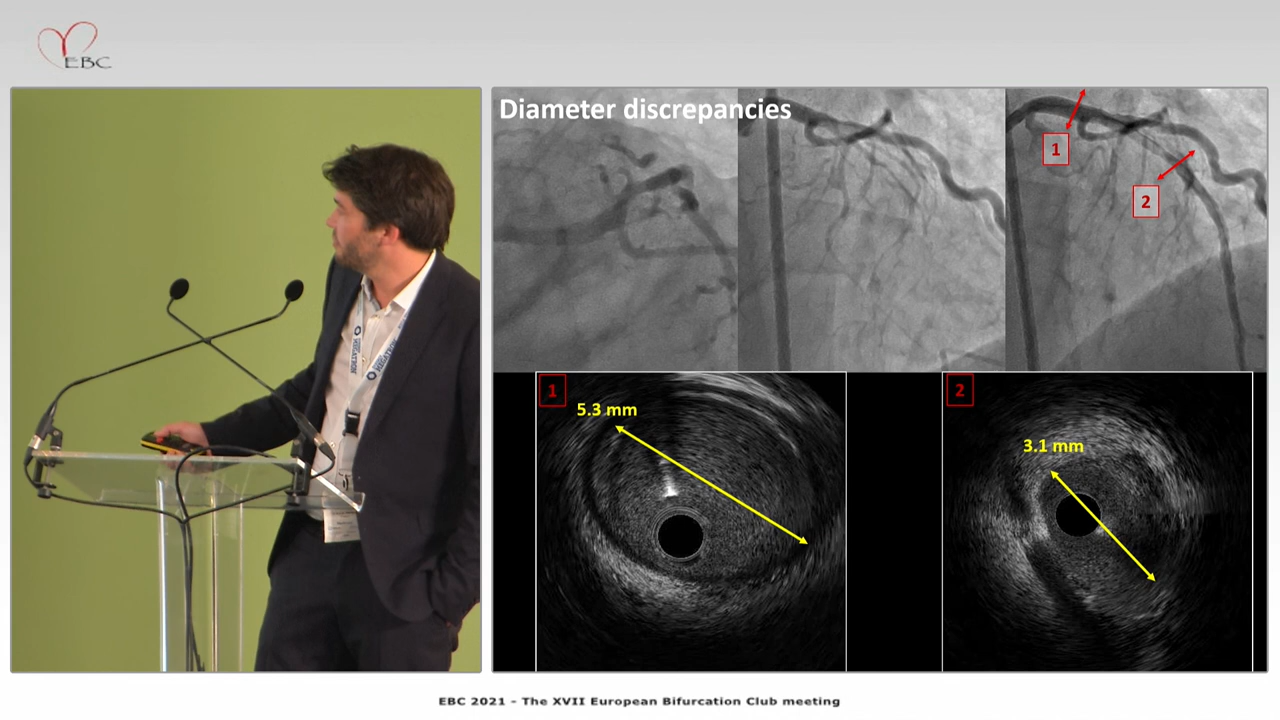 EBC
Diameter discrepancies
1
2
1
5.3 mm
2
3.1 mm
MEGATRON
EBC 2021 - The XVII European Bifurcation Club meeting